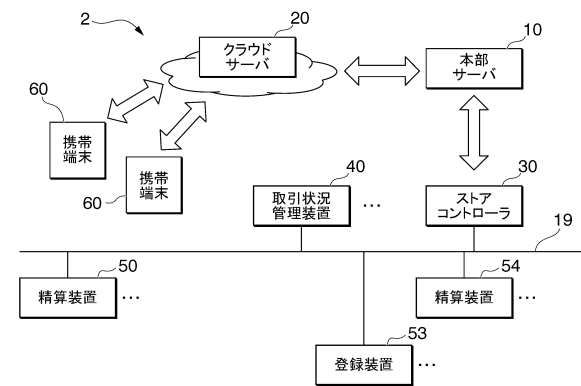 2
20
クラウド
サーバ
10
本部
サーバ
60
携帯
端末
60
携帯
端末
40
取引状況
管理装置
…
30
ストア
コントローラ
19
50
精算装置
…
54
精算装置
…
53
登録装置
…